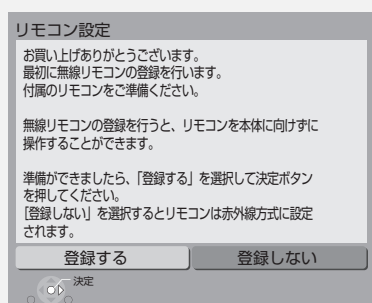 リモコン設定
お買い上げありがとうございます。
最初に無線リモコンの登録を行います。
付属のリモコンをご準備ください。
無線リモコンの登録を行うと、リモコンを本体に向けずに
操作することができます。
準備ができましたら、「登録する」を選択して決定ボタン
を押してください。
「登録しない」を選択するとリモコンは赤外線方式に設定
されます。
登録する
登録しない
決定